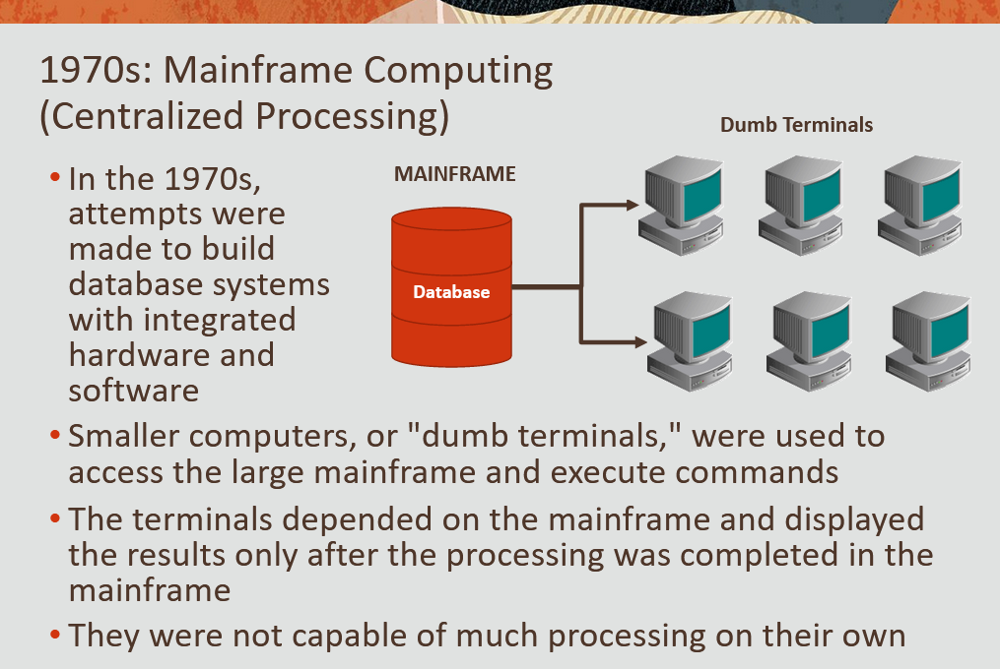 1970s: Mainframe Computing
(Centralized Processing)
Dumb Terminals
MAINFRAME
Database
• In the 1970s,
attempts were
made to build
database systems
with integrated
hardware and
software
• Smaller computers, or "dumb terminals," were used to
access the large mainframe and execute commands
• The terminals depended on the mainframe and displayed
the results only after the processing was completed in the
mainframe
• They were not capable of much processing on their own